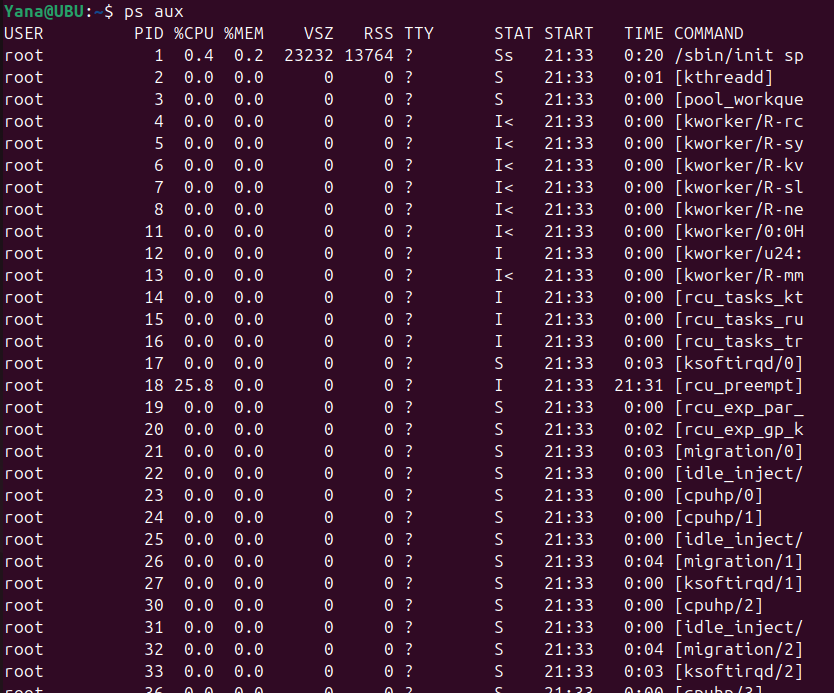 Yana@UBU:~$ ps aux
USER PID %CPU %MEM VSZ RSS TTY STAT START TIME COMMAND
root 1 0.4 0.2 23232 13764 ? Ss 21:33 0:20 /sbin/init sp
root 2 0.0 0.0 0 0 ? S 21:33 0:01 [kthreadd]
root 3 0.0 0.0 0 0 ? S 21:33 0:00 [pool_workque
root 4 0.0 0.0 0 0 ? I< 21:33 0:00 [kworker/R-rc
root 5 0.0 0.0 0 0 ? I< 21:33 0:00 [kworker/R-sy
root 6 0.0 0.0 0 0 ? I< 21:33 0:00 [kworker/R-kv
root 7 0.0 0.0 0 0 ? I< 21:33 0:00 [kworker/R-sl
root 8 0.0 0.0 0 0 ? I< 21:33 0:00 [kworker/R-ne
root 11 0.0 0.0 0 0 ? I< 21:33 0:00 [kworker/0:0H
root 12 0.0 0.0 0 0 ? I 21:33 0:00 [kworker/u24:
root 13 0.0 0.0 0 0 ? I< 21:33 0:00 [kworker/R-mm
root 14 0.0 0.0 0 0 ? I 21:33 0:00 [rcu_tasks_kt
root 15 0.0 0.0 0 0 ? I 21:33 0:00 [rcu_tasks_ru
root 16 0.0 0.0 0 0 ? I 21:33 0:00 [rcu_tasks_tr
root 17 0.0 0.0 0 0 ? S 21:33 0:03 [ksoftirqd/0]
root 18 25.8 0.0 0 0 ? I 21:33 21:31 [rcu_preempt]
root 19 0.0 0.0 0 0 ? S 21:33 0:00 [rcu_exp_par_
root 20 0.0 0.0 0 0 ? S 21:33 0:02 [rcu_exp_gp_k
root 21 0.0 0.0 0 0 ? S 21:33 0:03 [migration/0]
root 22 0.0 0.0 0 0 ? S 21:33 0:00 [idle_inject/
root 23 0.0 0.0 0 0 ? S 21:33 0:00 [cpuhp/0]
root 24 0.0 0.0 0 0 ? S 21:33 0:00 [cpuhp/1]
root 25 0.0 0.0 0 0 ? S 21:33 0:00 [idle_inject/
root 26 0.0 0.0 0 0 ? S 21:33 0:04 [migration/1]
root 27 0.0 0.0 0 0 ? S 21:33 0:00 [ksoftirqd/1]
root 30 0.0 0.0 0 0 ? S 21:33 0:00 [cpuhp/2]
root 31 0.0 0.0 0 0 ? S 21:33 0:00 [idle_inject/
root 32 0.0 0.0 0 0 ? S 21:33 0:04 [migration/2]
root 33 0.0 0.0 0 0 ? S 21:33 0:03 [ksoftirqd/2]
root 36 0.0 0.0 0 0 ? S 21:33 0:00 [cpuhp/3]